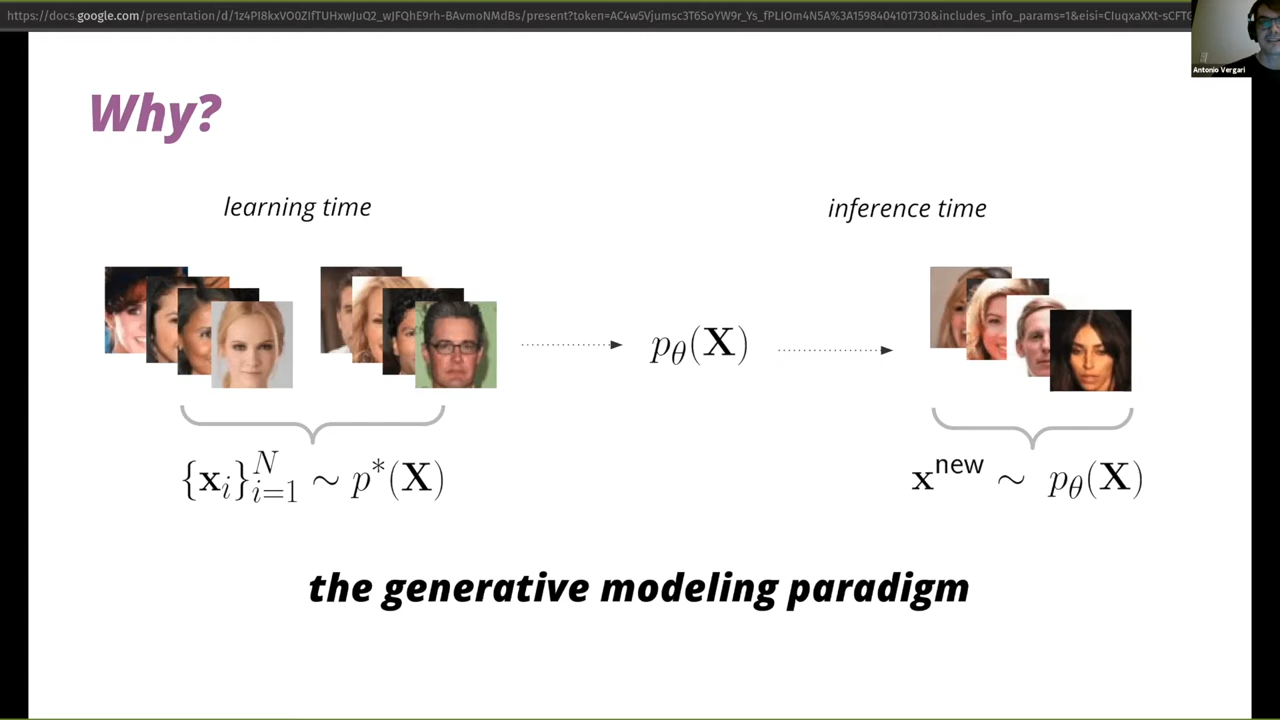 https://docs.google.com/presentation/d/1z4PI8kxVO0ZIfTUHxwJuQ2_wJFQhE9rh-BAvmoNMdBs/present?token=AC4w5Vjumsc3T6SoYW9r_Ys_fPLIOm4N5A%3A1598404101730&includes_info_params=1&eisi=CIuqxaXXt-sCFTG
Antonio Vergari
Why?
learning time
inference time
p_θ(X)
{x_i}_{i=1}^N ~ p*(X)
x^new ~ p_θ(X)
the generative modeling paradigm